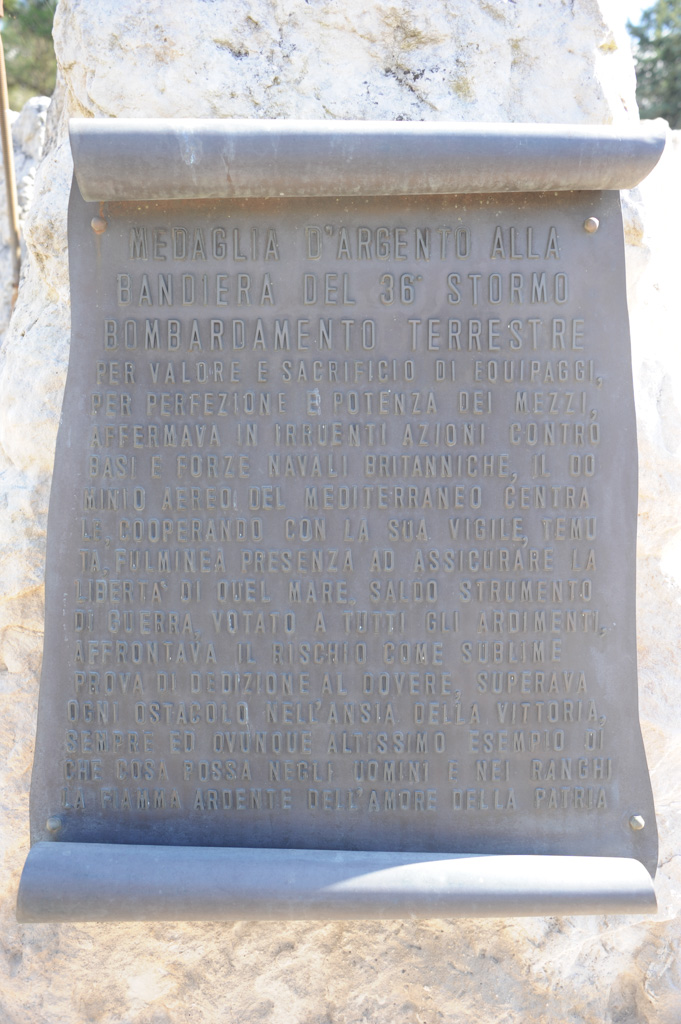 MEDAGLIA D'ARGENTO ALLA
BANDIERA DEL 36° STORMO
BOMBARDAMENTO TERRESTRE
PER VALORE E SACRIFICIO DI EQUIPAGGI,
PER PERFEZIONE E POTENZA DEI MEZZI,
AFFERMAVA IN IRRUENTI AZIONI CONTRO
BASI E FORZE NAVALI BRITANNICHE, IL DO
MINIO AEREO DEL MEDITERRANEO CENTRA
LE, COOPERANDO CON LA SUA VIGILE, TEMU
TA, FULMINEA PRESENZA AD ASSICURARE LA
LIBERTA' DI QUEL MARE. SALDO STRUMENTO
DI GUERRA, VOTATO A TUTTI GLI ARDIMENTI,
AFFRONTAVA IL RISCHIO COME SUBLIME
PROVA DI DEDIZIONE AL DOVERE, SUPERAVA
OGNI OSTACOLO NELL'ANSIA DELLA VITTORIA,
SEMPRE ED OVUNQUE ALTISSIMO ESEMPIO DI
CHE COSA POSSA NEGLI UOMINI E NEI RANGHI
LA FIAMMA ARDENTE DELL'AMORE DELLA PATRIA